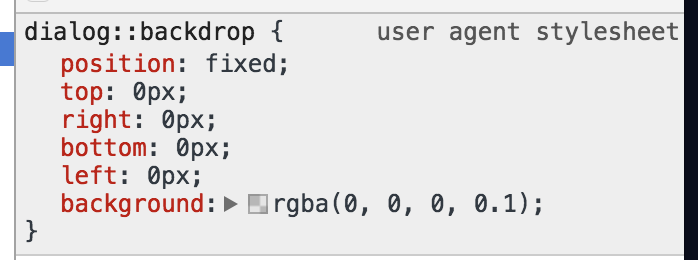 dialog::backdrop { user agent stylesheet
position: fixed;
top: 0px;
right: 0px;
bottom: 0px;
left: 0px;
background: ▶ rgba(0, 0, 0, 0.1);
}